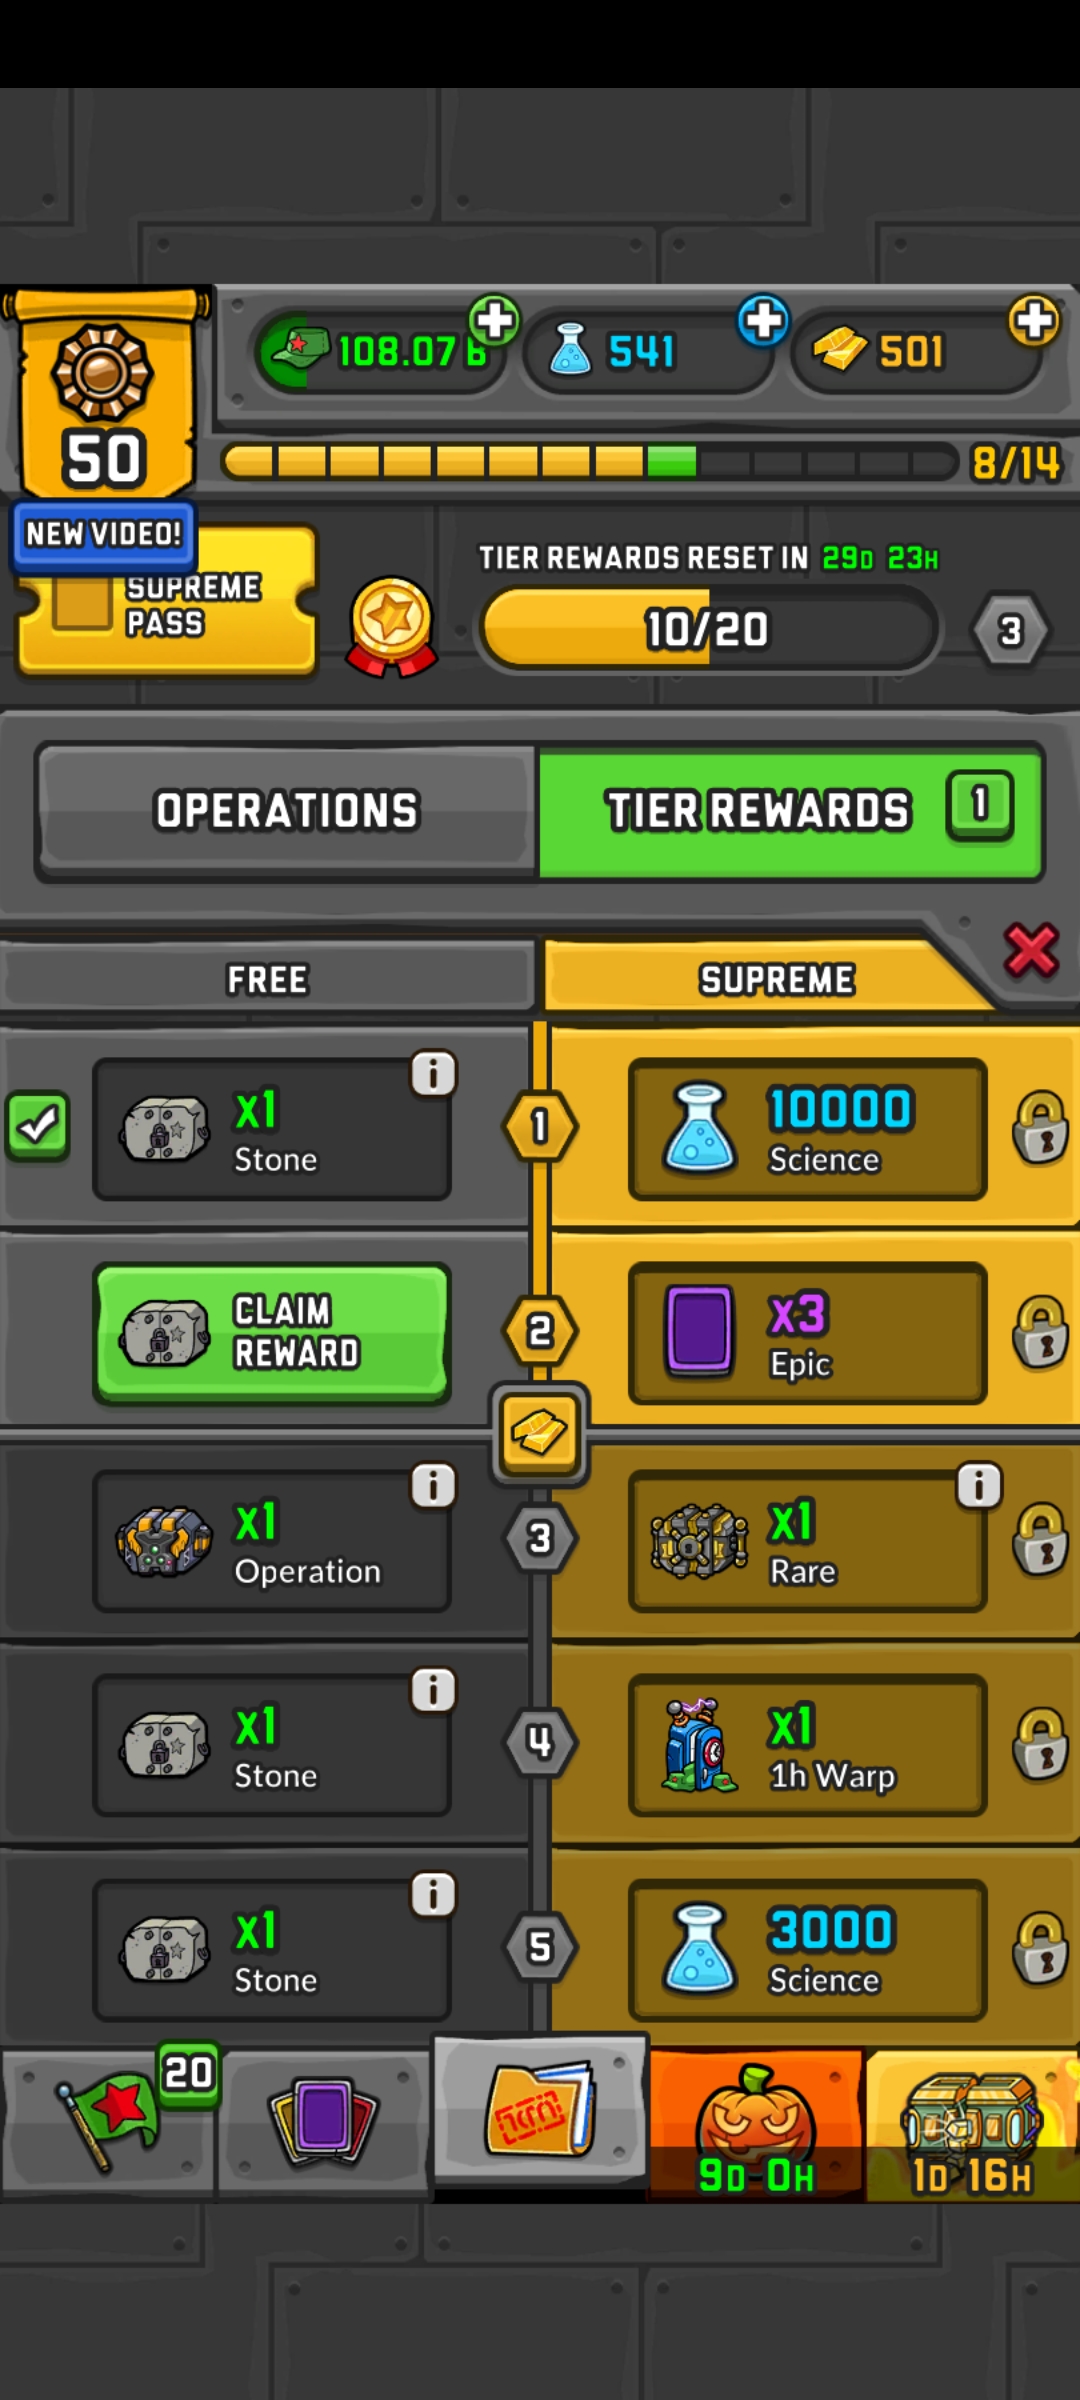 108.07 B
541
501
50
8/14
NEW VIDEO!
SUPREME
PASS
TIER REWARDS RESET IN 29D 23H
10/20
3
OPERATIONS
TIER REWARDS
1
FREE
SUPREME
X1
Stone
1
10000
Science
CLAIM
REWARD
2
X3
Epic
X1
Operation
3
X1
Rare
X1
Stone
4
X1
1h Warp
X1
Stone
5
3000
Science
20
9D 0H
1D 16H